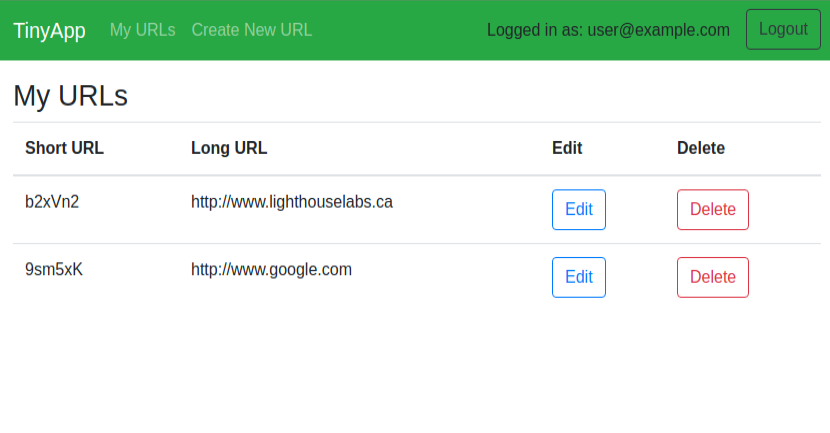 TinyApp My URLs Create New URL Logged in as: user@example.com Logout
My URLs
Short URL Long URL Edit Delete
b2xVn2 http://www.lighthouselabs.ca Edit Delete
9sm5xK http://www.google.com Edit Delete